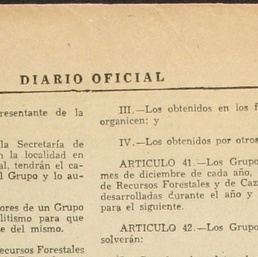 DIARIO OFICIAL
resentante de la
la Secretaría de
n la localidad en
al, tendrán el ca-
l Grupo y lo au-
ores de un Grupo
litismo para que
te del mismo.
ecursos Forestales
III.—Los obtenidos en los f
organicen; y
IV.—Los obtenidos por otros
ARTICULO 41.—Los Grupo
mes de diciembre de cada año,
de Recursos Forestales y de Caz
desarrolladas durante el año y
para el siguiente.
ARTICULO 42.—Los Grupo
solverán: